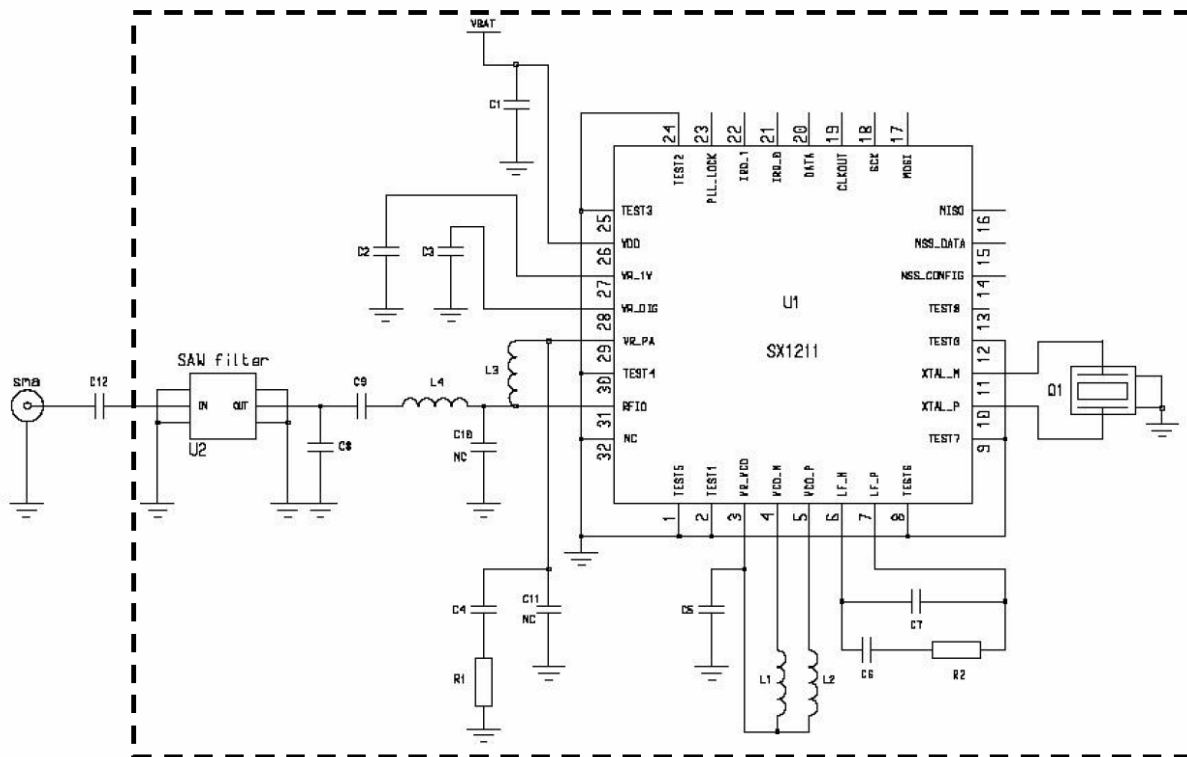 VBAT
C1
24
23
22
21
20
19
18
17
TEST2
PLL_LOCK
IRQ_1
IRQ_0
DATA
CLKOUT
SCK
MOSI
TEST3
25
VDD
26
VR_1V
27
VR_DIG
28
VR_PA
29
TEST4
30
RFIO
31
NC
32
MISO
16
NSS_DATA
15
NSS_CONFIG
14
TEST8
13
12
XTAL_M
11
XTAL_P
10
TEST7
9
U1
SX1211
C2
C3
SAW filter
sma
C12
IN
OUT
U2
C8
C9
L4
L3
C10
NC
Q1
TEST5
TEST1
VR_VCO
VCO_M
VCO_P
LF_M
LF_P
TEST6
1
2
3
4
5
6
7
8
C4
C11
NC
R1
C5
L1
L2
C7
C6
R2